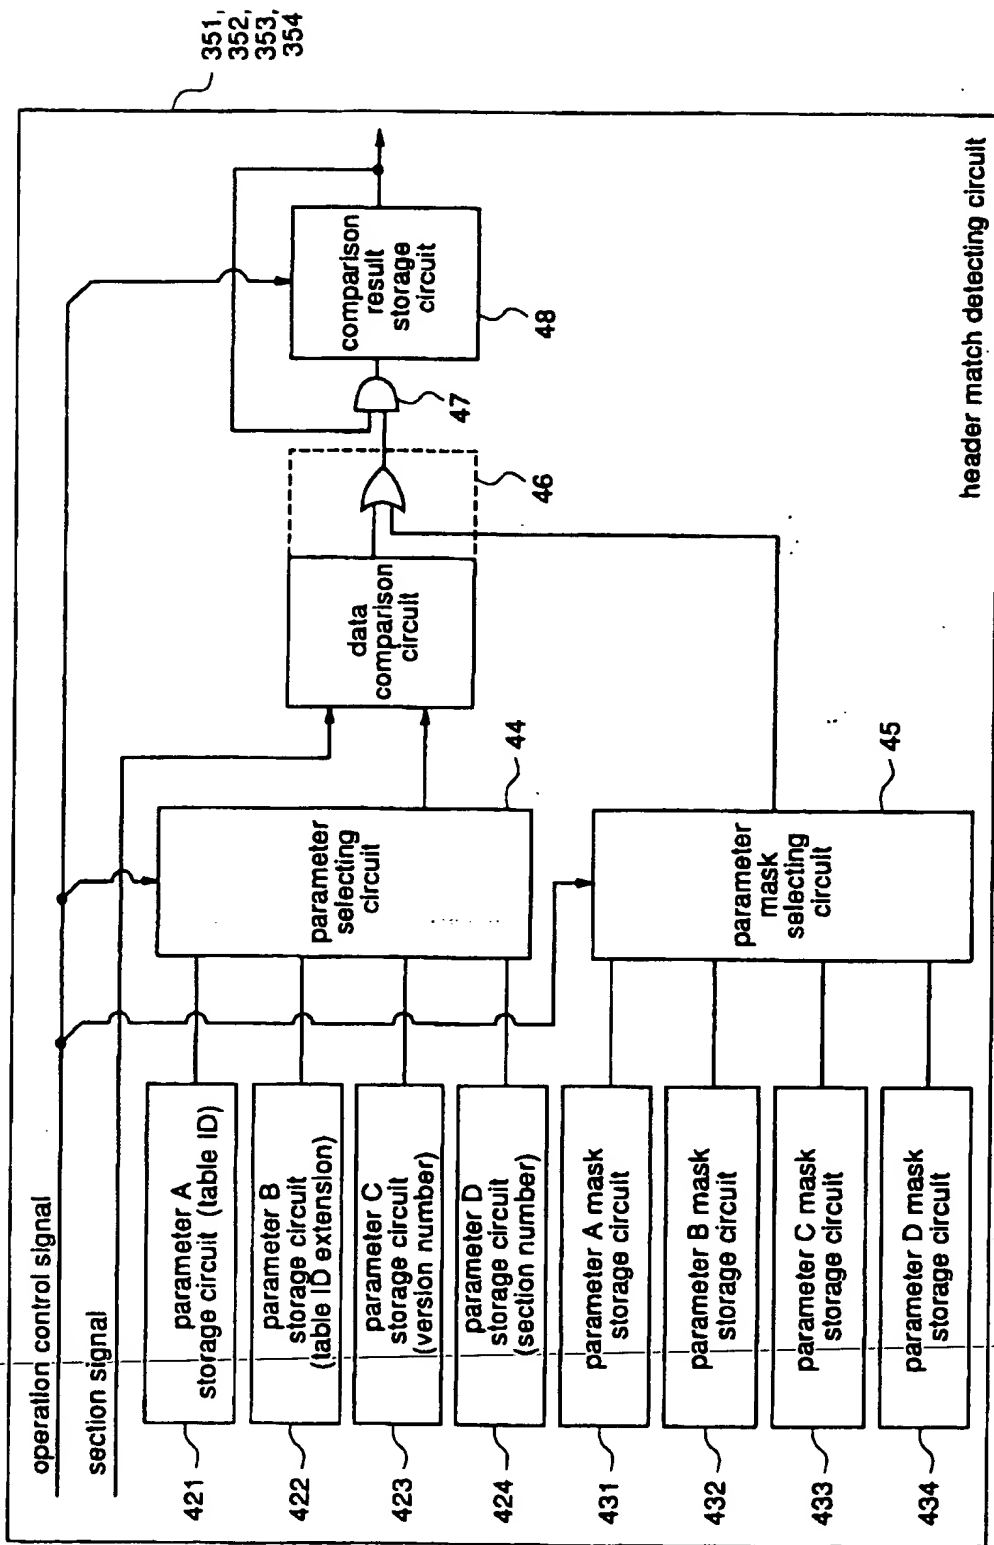 351,
352,
353,
354
operation control signal
section signal
421
parameter A
storage circuit (table ID)
422
parameter B
storage circuit
(table ID extension)
423
parameter C
storage circuit
(version number)
424
parameter D
storage circuit
(section number)
431
parameter A mask
storage circuit
432
parameter B mask
storage circuit
433
parameter C mask
storage circuit
434
parameter D mask
storage circuit
parameter
selecting
circuit
44
parameter
mask
selecting
circuit
45
data
comparison
circuit
46
47
comparison
result
storage
circuit
48
header match detecting circuit